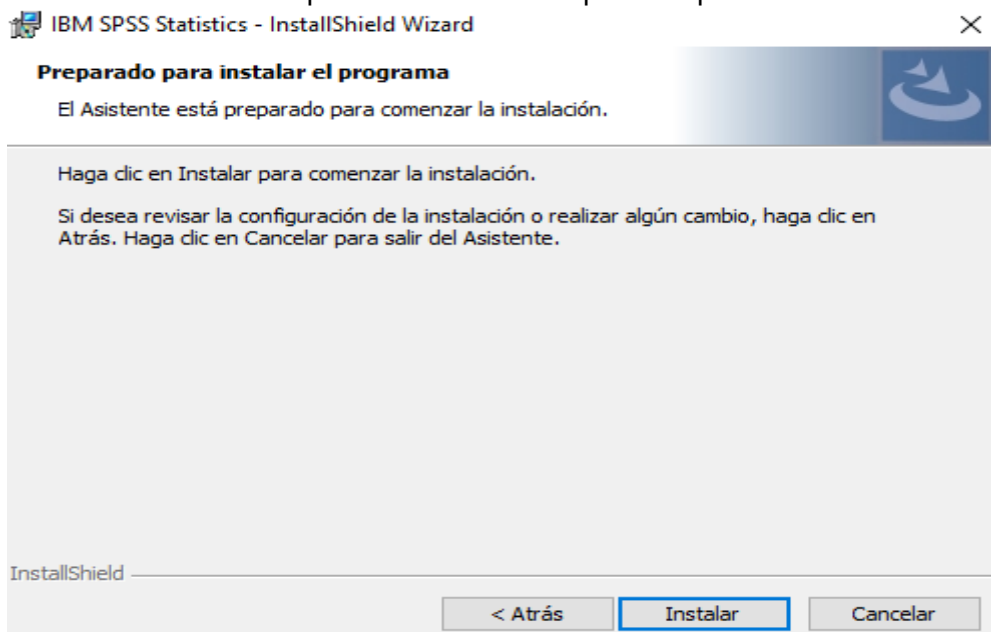 IBM SPSS Statistics - InstallShield Wizard
Preparado para instalar el programa
El Asistente está preparado para comenzar la instalación.
Haga clic en Instalar para comenzar la instalación.
Si desea revisar la configuración de la instalación o realizar algún cambio, haga clic en
Atrás. Haga clic en Cancelar para salir del Asistente.
InstallShield
< Atrás Instalar Cancelar